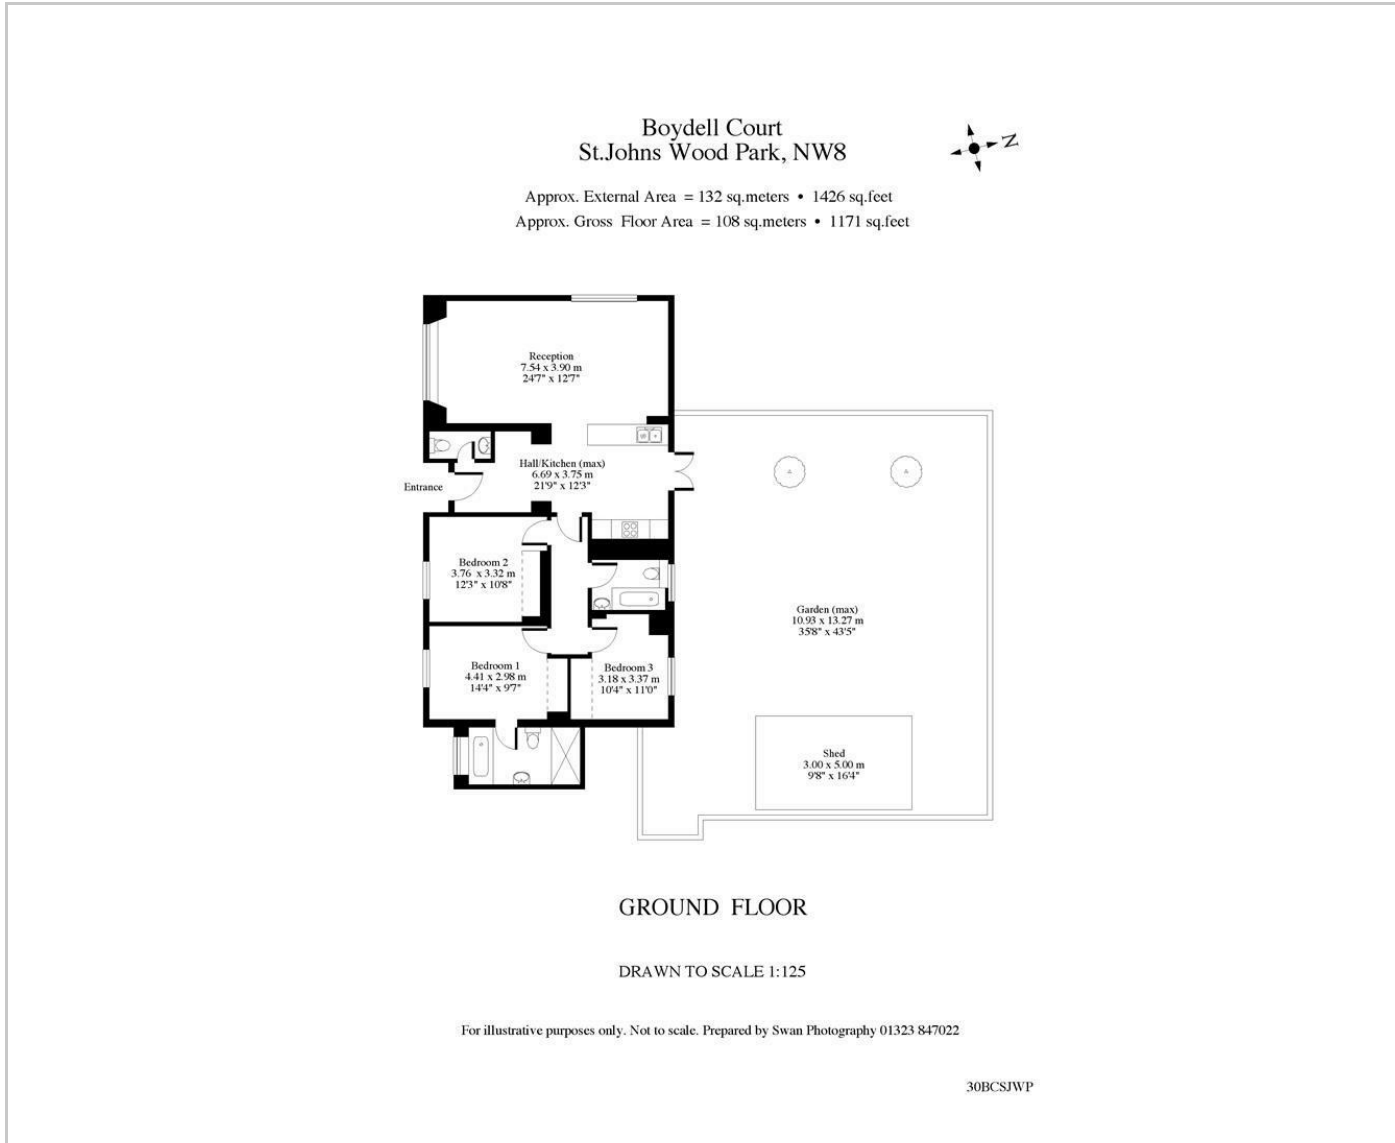 Boydell Court
St.Johns Wood Park, NW8
N
Approx. External Area = 132 sq.meters • 1426 sq.feet
Approx. Gross Floor Area = 108 sq.meters • 1171 sq.feet
Reception
7.54 x 3.90 m
24'7" x 12'7"
Hall/Kitchen (max)
6.69 x 3.75 m
21'9" x 12'3"
Entrance
Bedroom 2
3.76 x 3.32 m
12'3" x 10'8"
Garden (max)
10.93 x 13.27 m
35'8" x 43'5"
Bedroom 1
4.41 x 2.98 m
14'4" x 9'7"
Bedroom 3
3.18 x 3.37 m
10'4" x 11'0"
Shed
3.00 x 5.00 m
9'8" x 16'4"
GROUND FLOOR
DRAWN TO SCALE 1:125
For illustrative purposes only. Not to scale. Prepared by Swan Photography 01323 847022
30BCSJWP